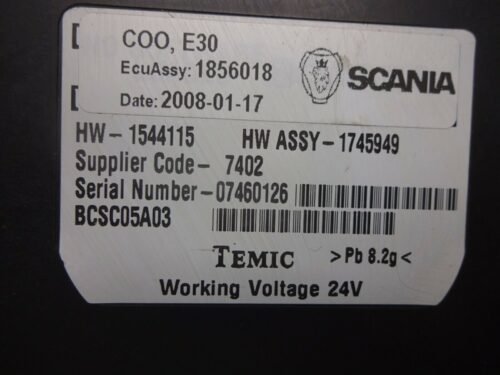 COO, E30
EcuAssy: 1856018
Date: 2008-01-17
SCANIA
HW-1544115 HW ASSY-1745949
Supplier Code- 7402
Serial Number-07460126
BCSC05A03
TEMIC >Pb 8.2g<
Working Voltage 24V